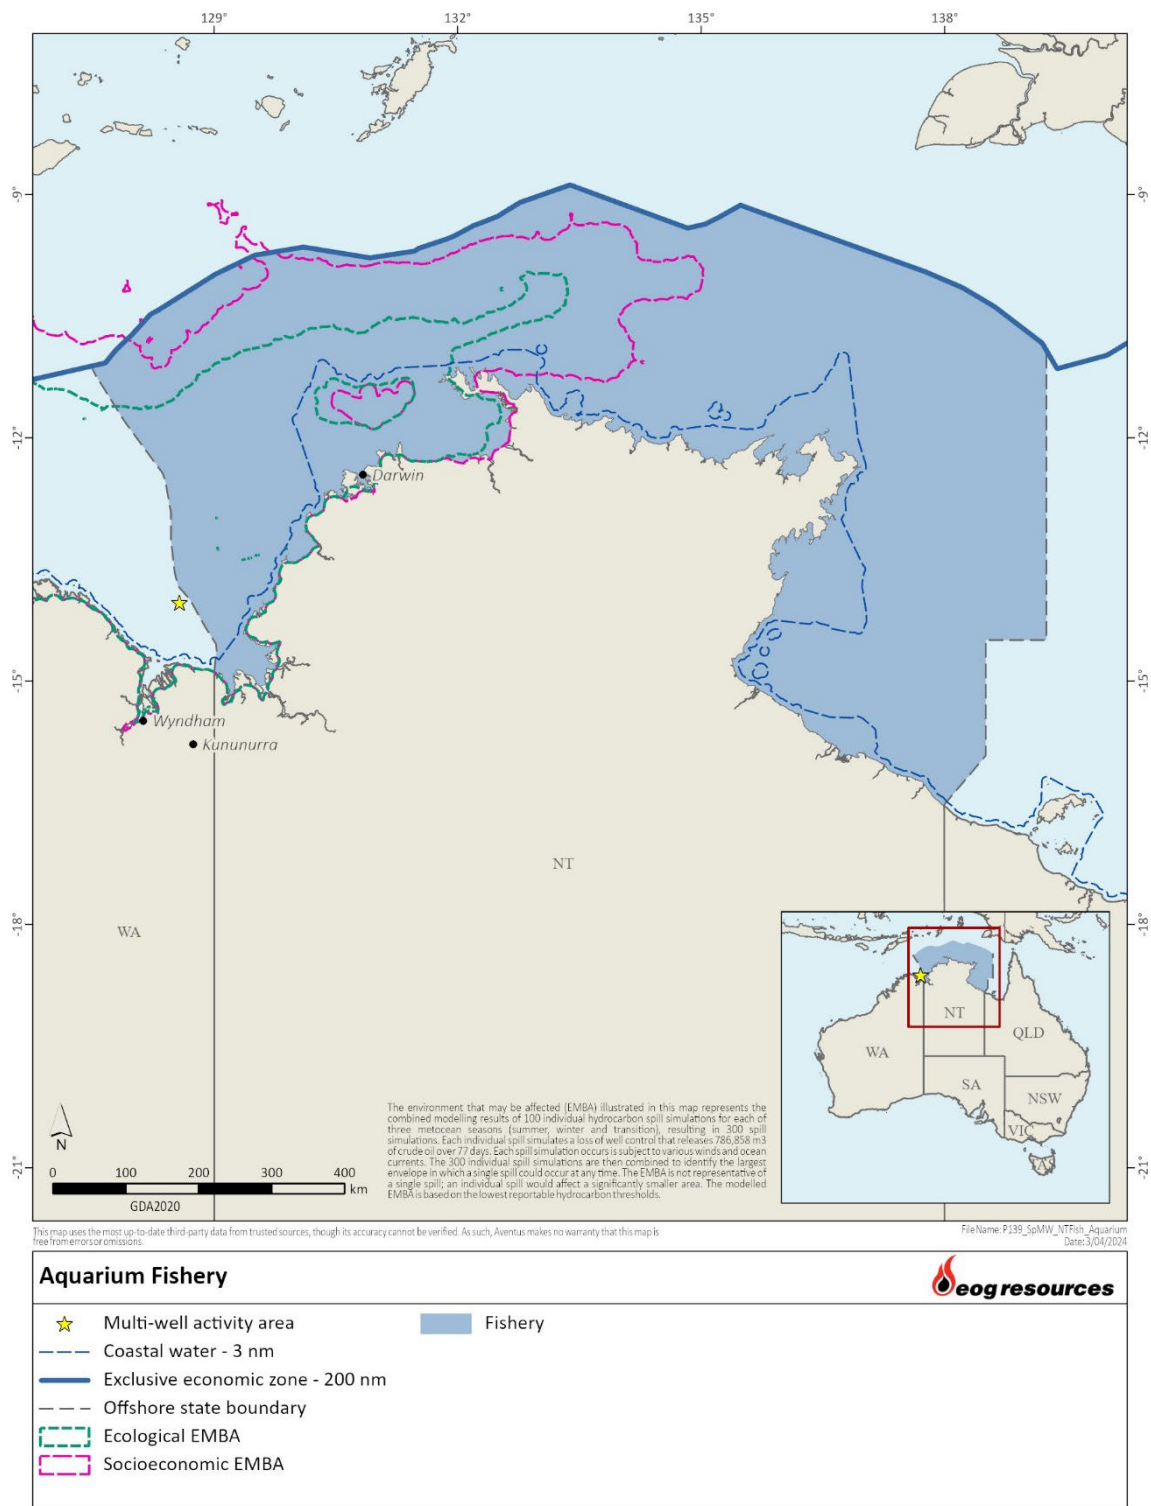 129°
132°
135°
138°
-9°
-9°
-12°
-12°
Darwin
-15°
-15°
Wyndham
Kununurra
NT
WA
-18°
-18°
NT
WA
QLD
SA
NSW
VIC
-21°
-21°
N
0 100 200 300 400 km
GDA2020
The environment that may be affected (EMBA) illustrated in this map represents the
combined modelling results of 100 individual hydrocarbon spill simulations for each of
three metocean seasons (summer, winter and transition), resulting in 300 spill
simulations. Each individual spill simulates a loss of well control that releases 786,858 m3
of crude oil over 77 days. Each spill simulation occurs is subject to various winds and ocean
currents. The 300 individual spill simulations are then combined to identify the largest
envelope in which a single spill could occur at any time. The EMBA is not representative of
a single spill; an individual spill would affect a significantly smaller area. The modelled
EMBA is based on the lowest reportable hydrocarbon thresholds.
This map uses the most up-to-date third-party data from trusted sources, though its accuracy cannot be verified. As such, Aventus makes no warranty that this map is
free from errors or omissions.
File Name: P139_SpMW_NTFish_Aquarium
Date: 3/04/2024
Aquarium Fishery
eog resources
Multi-well activity area
Fishery
Coastal water - 3 nm
Exclusive economic zone - 200 nm
Offshore state boundary
Ecological EMBA
Socioeconomic EMBA